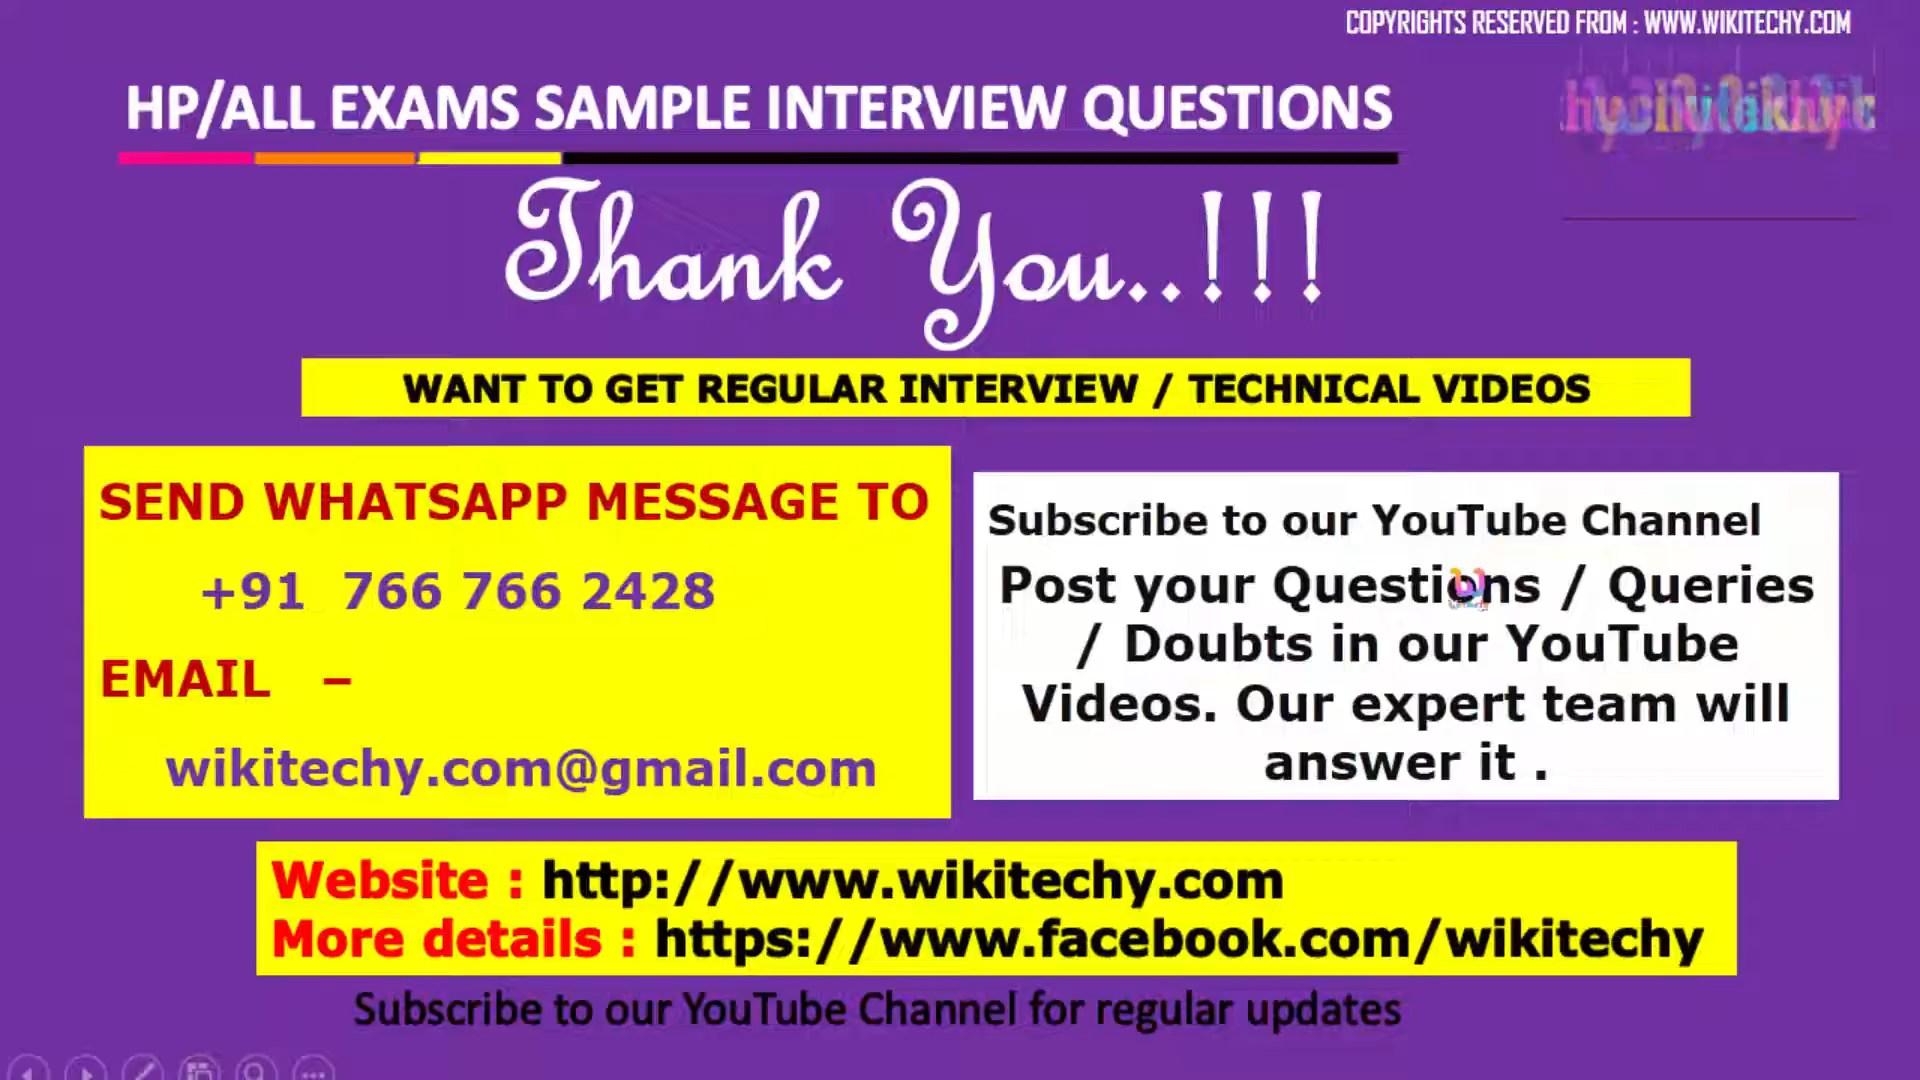 COPYRIGHTS RESERVED FROM : WWW.WIKITECHY.COM
HP/ALL EXAMS SAMPLE INTERVIEW QUESTIONS
Thank You..!!!
WANT TO GET REGULAR INTERVIEW / TECHNICAL VIDEOS
SEND WHATSAPP MESSAGE TO
+91 766 766 2428
EMAIL –
wikitechy.com@gmail.com
Subscribe to our YouTube Channel
Post your Questions / Queries
/ Doubts in our YouTube
Videos. Our expert team will
answer it .
Website : http://www.wikitechy.com
More details : https://www.facebook.com/wikitechy
Subscribe to our YouTube Channel for regular updates